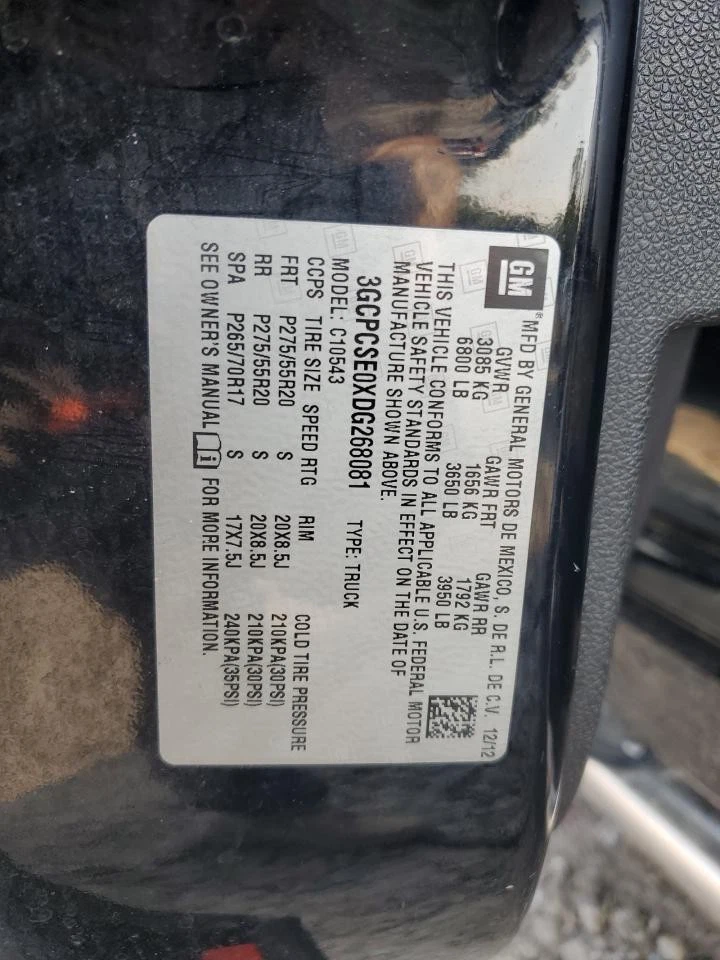 GM
® MFD BY GENERAL MOTORS DE MEXICO, S. DE R.L. DE C.V. 12/12
GVWR GAWR FRT GAWR RR
3085 KG 1656 KG 1792 KG
6800 LB 3650 LB 3950 LB
THIS VEHICLE CONFORMS TO ALL APPLICABLE U.S. FEDERAL MOTOR
VEHICLE SAFETY STANDARDS IN EFFECT ON THE DATE OF
MANUFACTURE SHOWN ABOVE.
3GCPCSE0XDG268081 TYPE: TRUCK
MODEL: C10543
CCPS TIRE SIZE SPEED RTG RIM COLD TIRE PRESSURE
FRT P275/55R20 S 20X8.5J 210KPA(30PSI)
RR P275/55R20 S 20X8.5J 210KPA(30PSI)
SPA P265/70R17 S 17X7.5J 240KPA(35PSI)
SEE OWNER'S MANUAL FOR MORE INFORMATION.